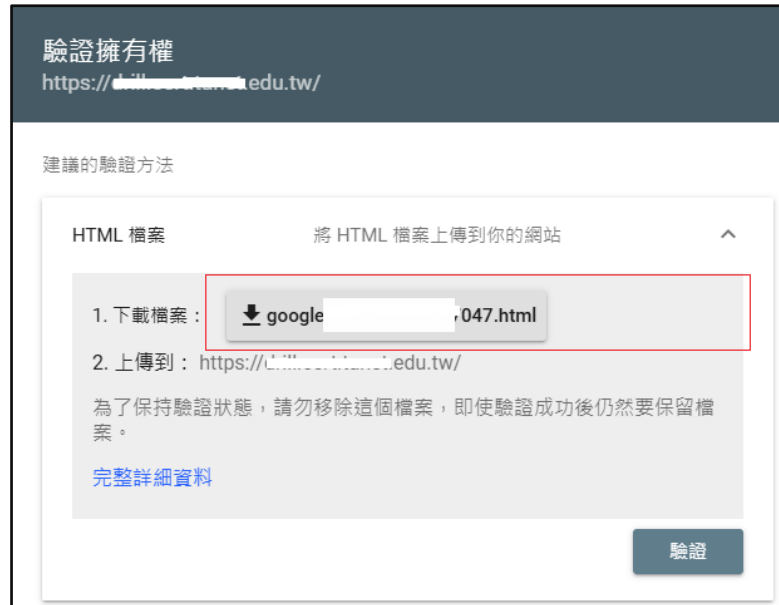 驗證擁有權
https:// edu.tw/
建議的驗證方法
HTML 檔案 將 HTML 檔案上傳到你的網站
1. 下載檔案： google 047.html
2. 上傳到： https:// .edu.tw/
為了保持驗證狀態，請勿移除這個檔案，即使驗證成功後仍然要保留檔
案。
完整詳細資料
驗證